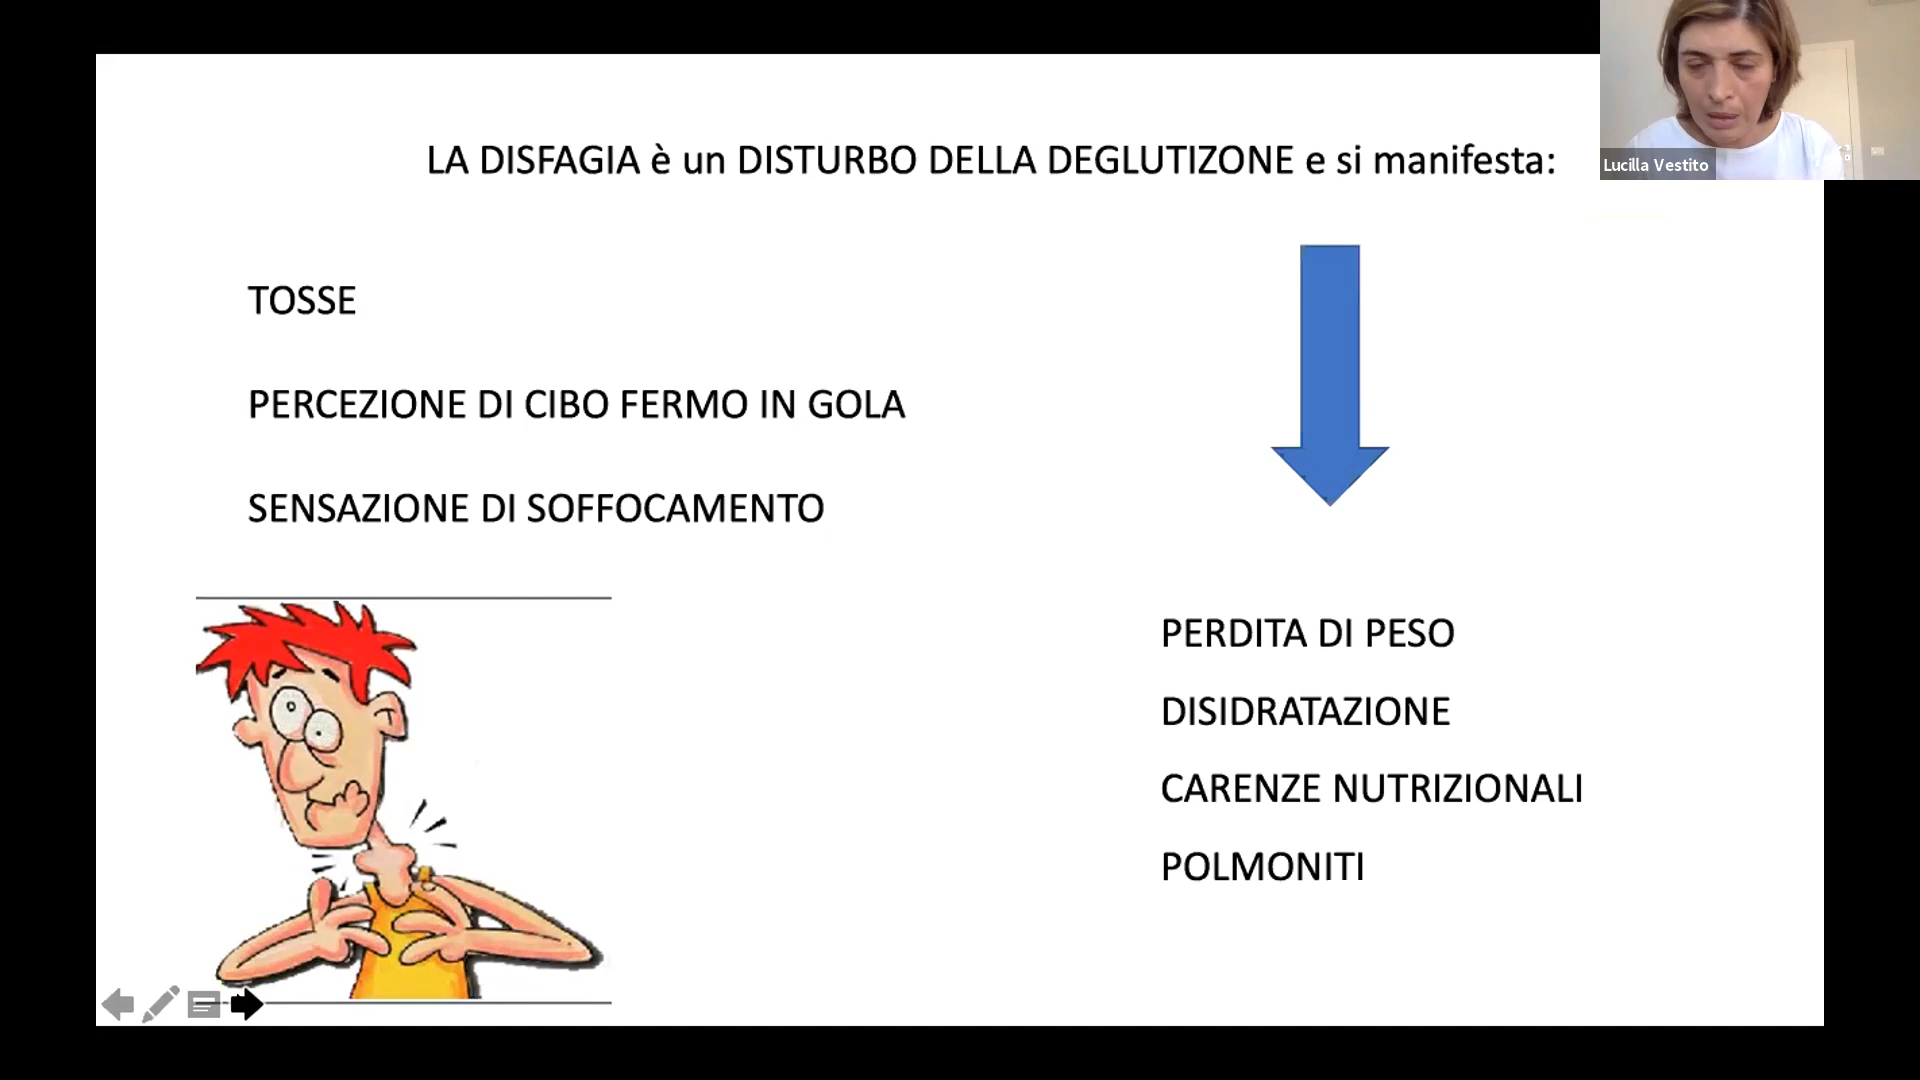 LA DISFAGIA è un DISTURBO DELLA DEGLUTIZONE e si manifesta:
Lucilla Vestito
TOSSE
PERCEZIONE DI CIBO FERMO IN GOLA
SENSAZIONE DI SOFFOCAMENTO
PERDITA DI PESO
DISIDRATAZIONE
CARENZE NUTRIZIONALI
POLMONITI